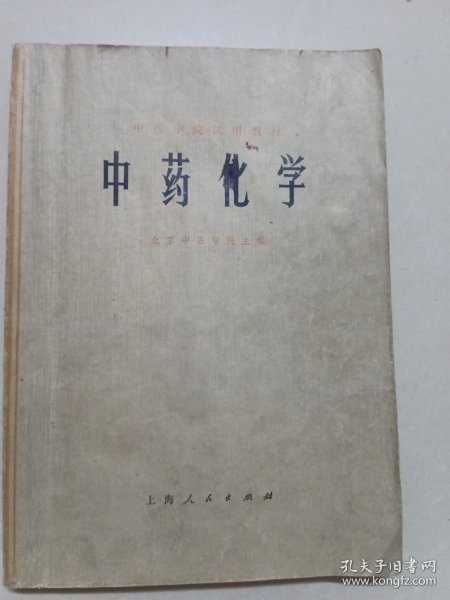 中医学院试用教材
中药化学
北京中医学院主编
上海人民出版社
孔夫子旧书网
www.kongfz.com